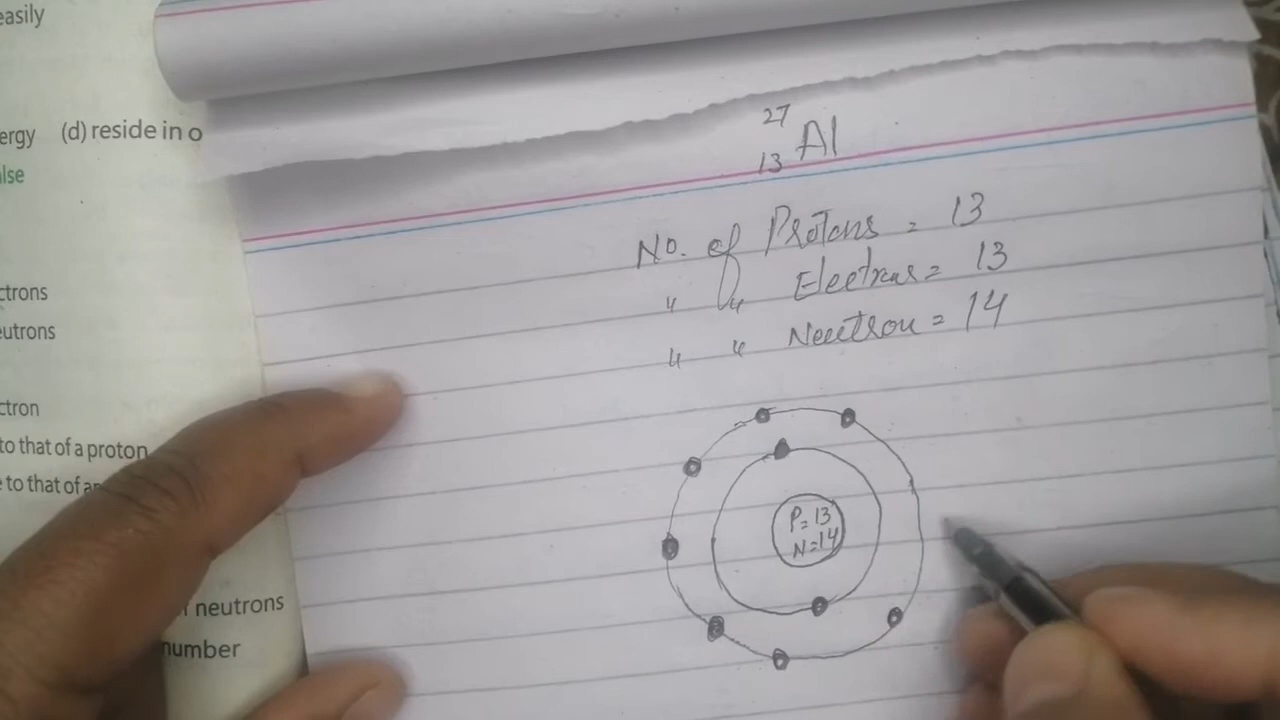 easily
ergy (d) reside in o
lse
ctrons
eutrons
ctron
to that of a proton
to that of
neutrons
number
27
13 Al
No. of Protons = 13
" " Electrons = 13
" " Neutron = 14
P = 13
N = 14